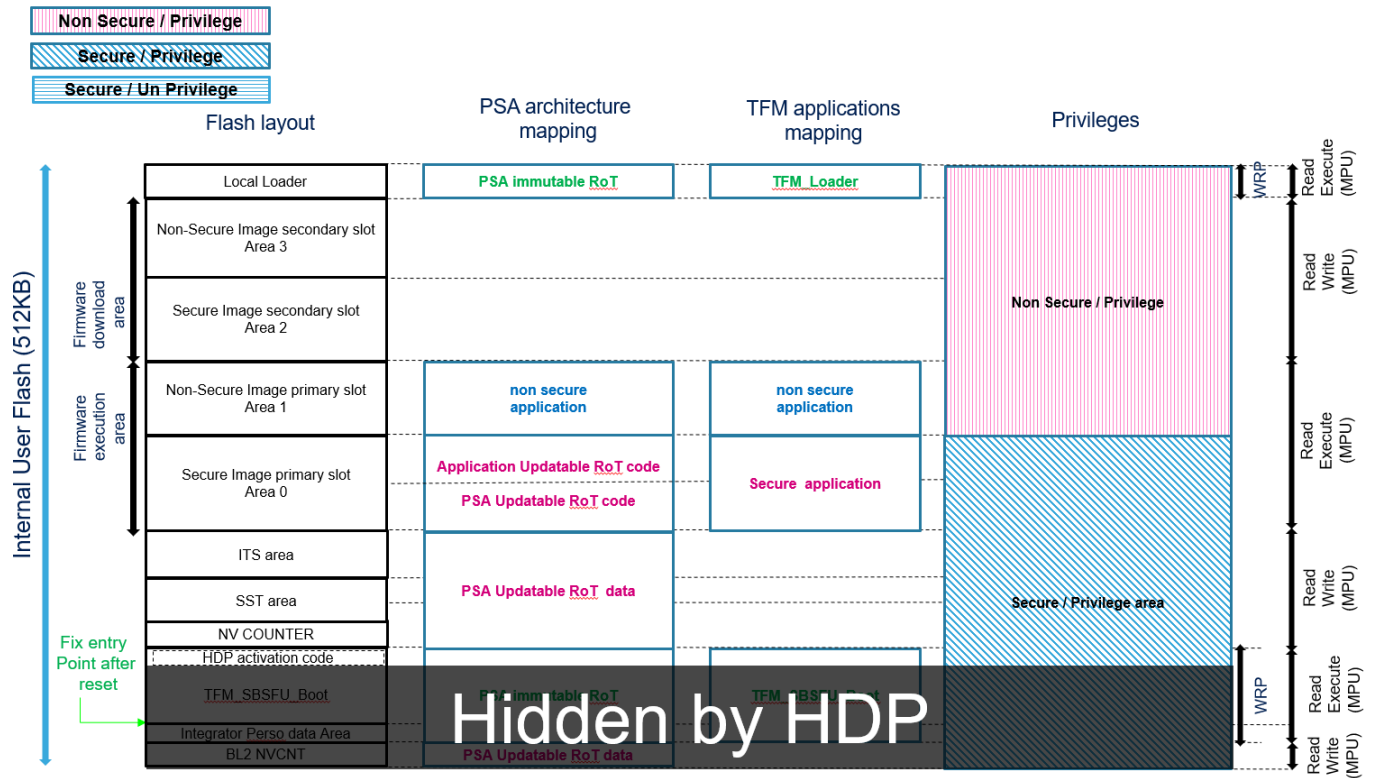 Non Secure / Privilege
Secure / Privilege
Secure / Un Privilege
Flash layout
PSA architecture
mapping
TFM applications
mapping
Privileges
Internal User Flash (512KB)
Firmware
download
area
Firmware
execution
area
Fix entry
Point after
reset
Local Loader
Non-Secure Image secondary slot
Area 3
Secure Image secondary slot
Area 2
Non-Secure Image primary slot
Area 1
Secure Image primary slot
Area 0
ITS area
SST area
NV COUNTER
HDP activation code
TFM_SBSFU_Boot
Integrator Perso data Area
BL2 NVCNT
PSA immutable RoT
non secure
application
Application Updatable RoT code
PSA Updatable RoT code
PSA Updatable RoT data
PSA immutable RoT
PSA Updatable RoT data
TFM_Loader
non secure
application
Secure application
TFM_SBSFU_Boot
Hidden by HDP
Non Secure / Privilege
Secure / Privilege area
WRP
WRP
Read
Execute
(MPU)
Read
Write
(MPU)
Read
Execute
(MPU)
Read
Write
(MPU)
Read
Execute
(MPU)
Read
Write
(MPU)